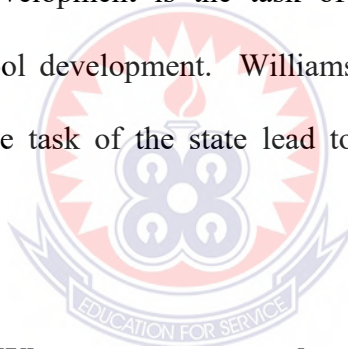 velopment is the task of
ol development. Williams
e task of the state lead to
EDUCATION FOR SERVICE